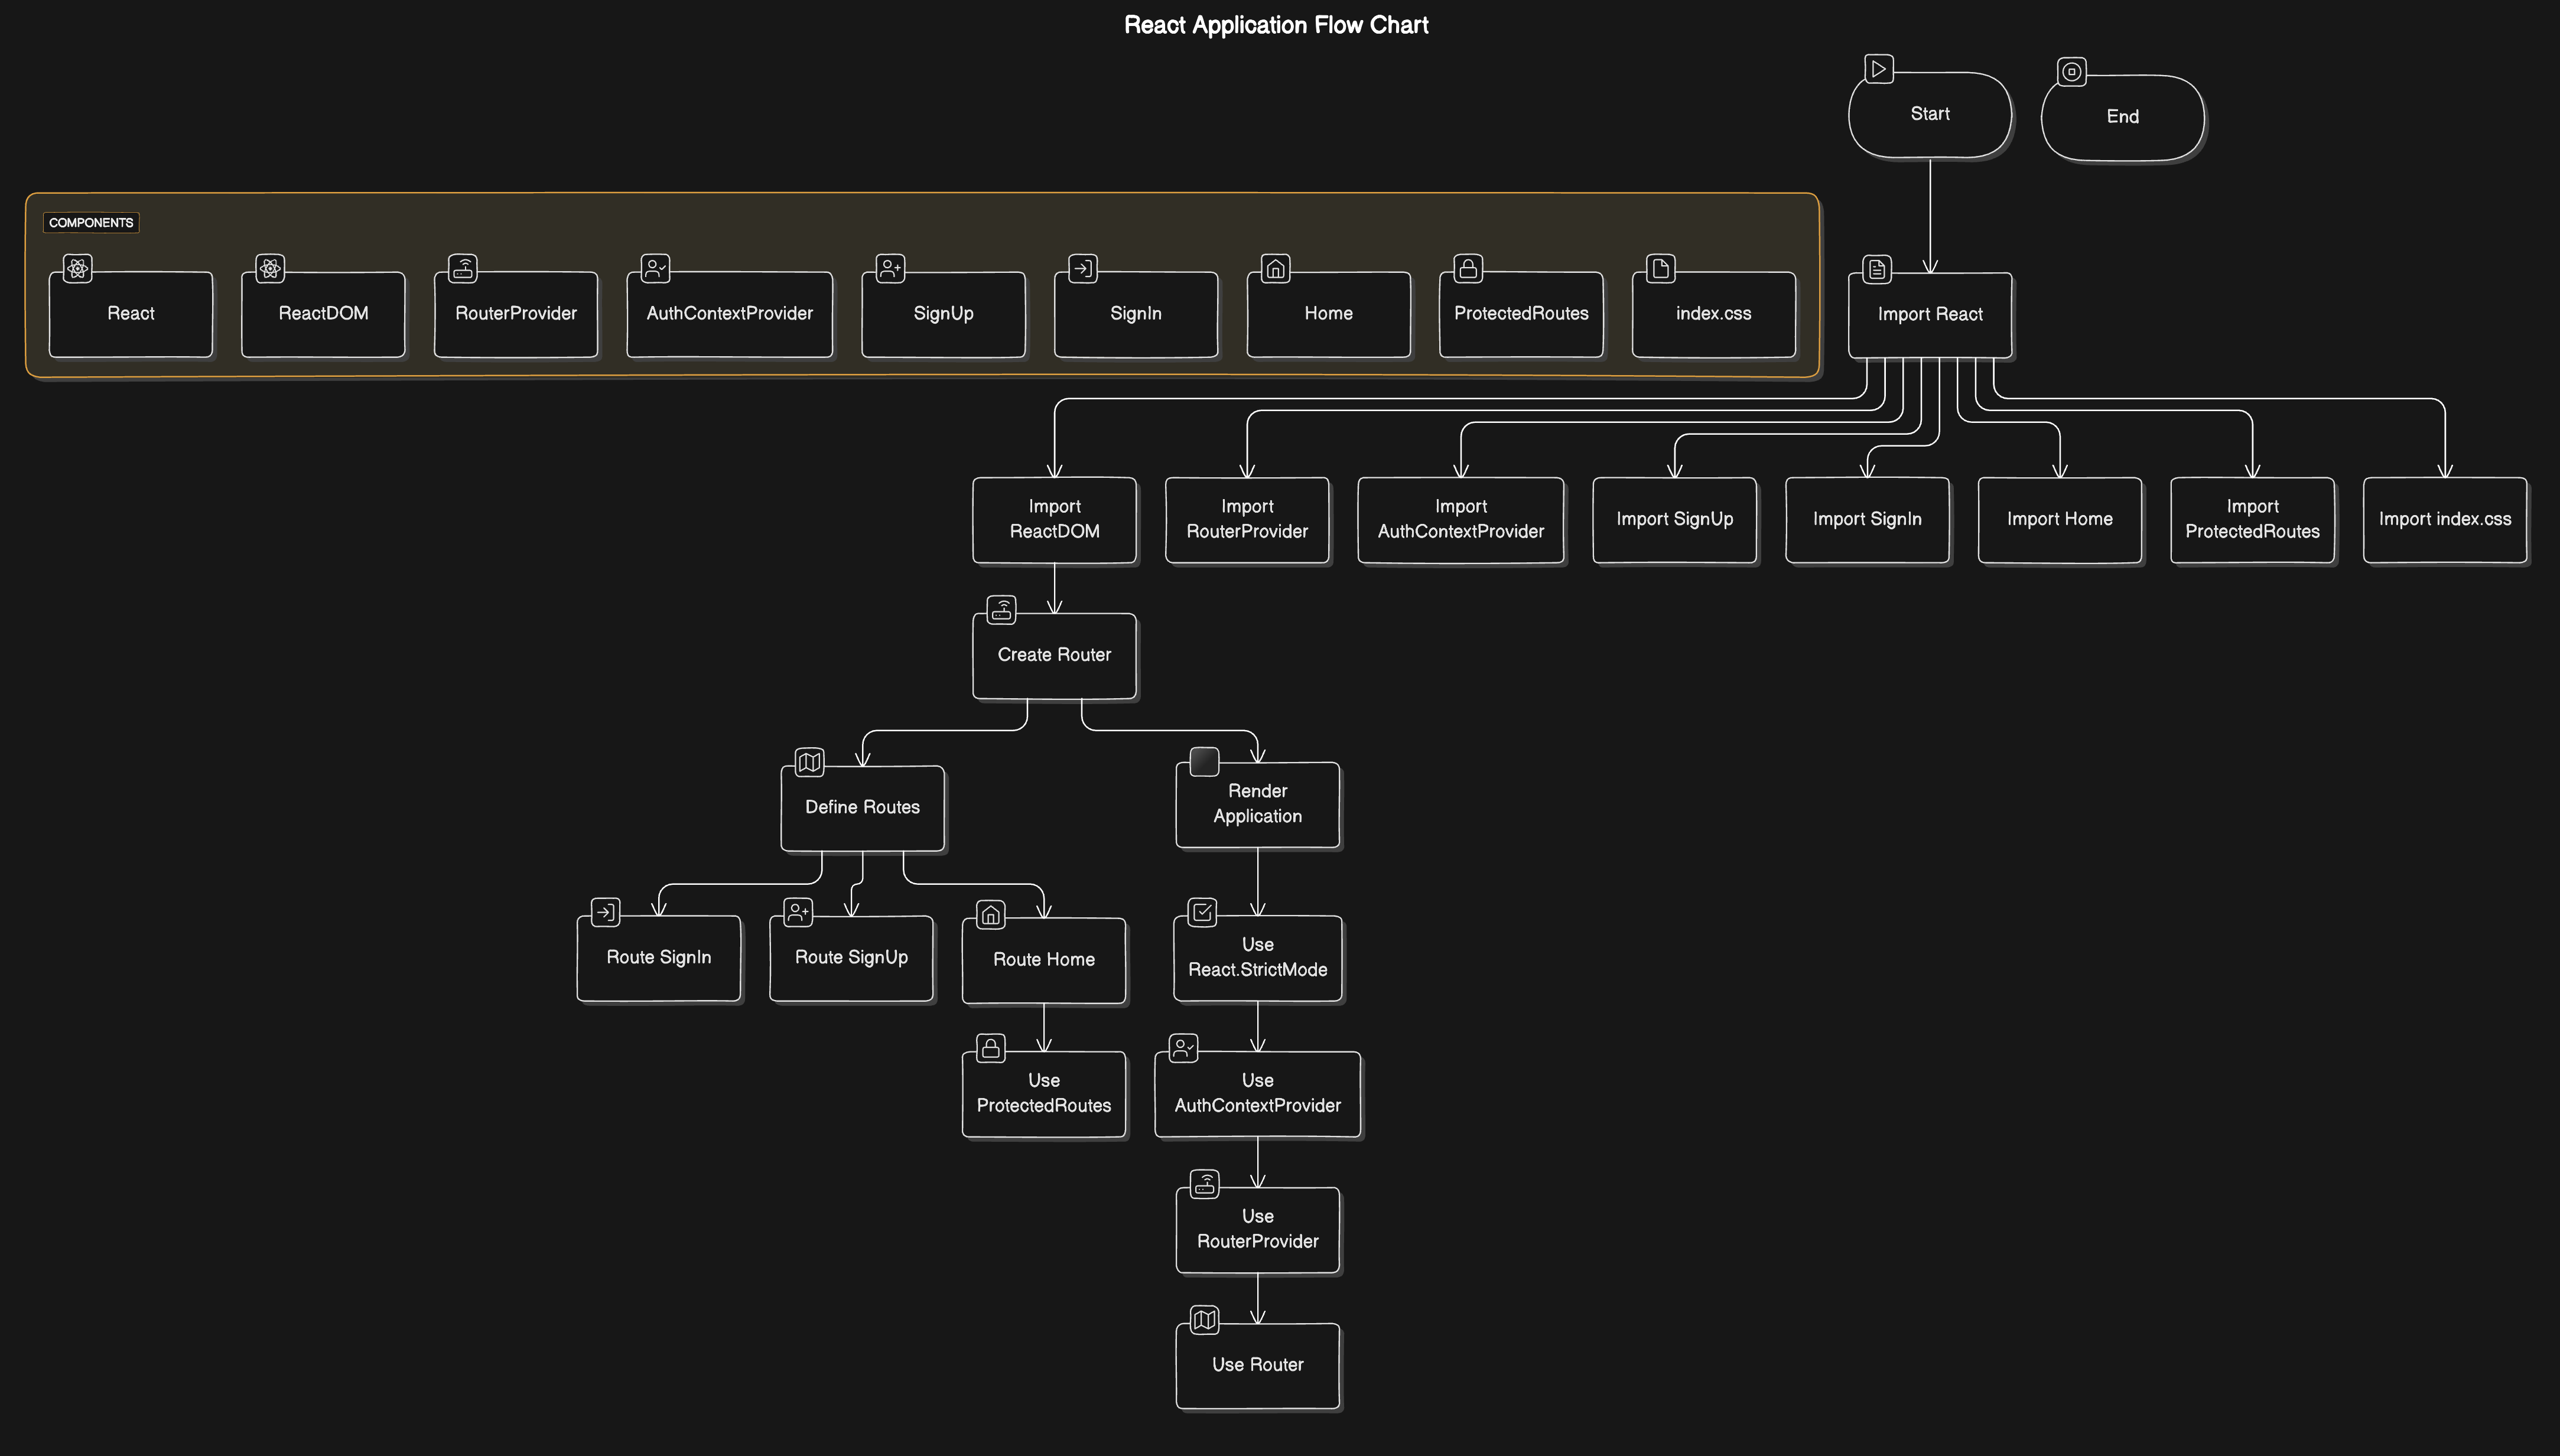 React Application Flow Chart
Start
End
COMPONENTS
React
ReactDOM
RouterProvider
AuthContextProvider
SignUp
SignIn
Home
ProtectedRoutes
index.css
Import React
Import
ReactDOM
Import
RouterProvider
Import
AuthContextProvider
Import SignUp
Import SignIn
Import Home
Import
ProtectedRoutes
Import index.css
Create Router
Define Routes
Render
Application
Route SignIn
Route SignUp
Route Home
Use
React.StrictMode
Use
ProtectedRoutes
Use
AuthContextProvider
Use
RouterProvider
Use Router